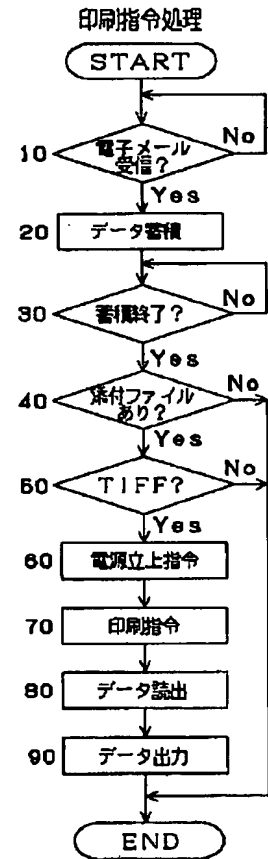 印刷指令処理
START
10
電子メール
受信?
No
Yes
20
データ蓄積
30
蓄積終了?
No
Yes
40
添付ファイル
あり?
No
Yes
50
TIFF?
No
Yes
60
電源立上指令
70
印刷指令
80
データ読出
90
データ出力
END